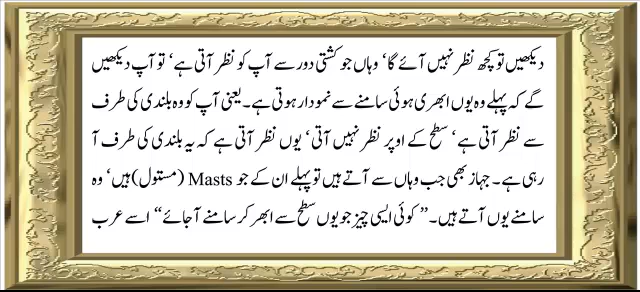 دیکھیں تو کچھ نظر نہیں آئے گا‘ وہاں جو کشتی دور سے آپ کو نظر آتی ہے‘ تو آپ دیکھیں
گے کہ پہلے وہ یوں ابھری ہوئی سامنے سے نمودار ہوتی ہے۔ یعنی آپ کو وہ بلندی کی طرف
سے نظر آتی ہے‘ سطح کے اوپر نظر نہیں آتی‘ یوں نظر آتی ہے کہ یہ بلندی کی طرف آ
رہی ہے۔ جہاز بھی جب وہاں سے آتے ہیں تو پہلے ان کے جو Masts (مستول) ہیں‘ وہ
سامنے یوں آتے ہیں۔ ”کوئی ایسی چیز جو یوں سطح سے ابھر کر سامنے آ جائے“ اسے عرب